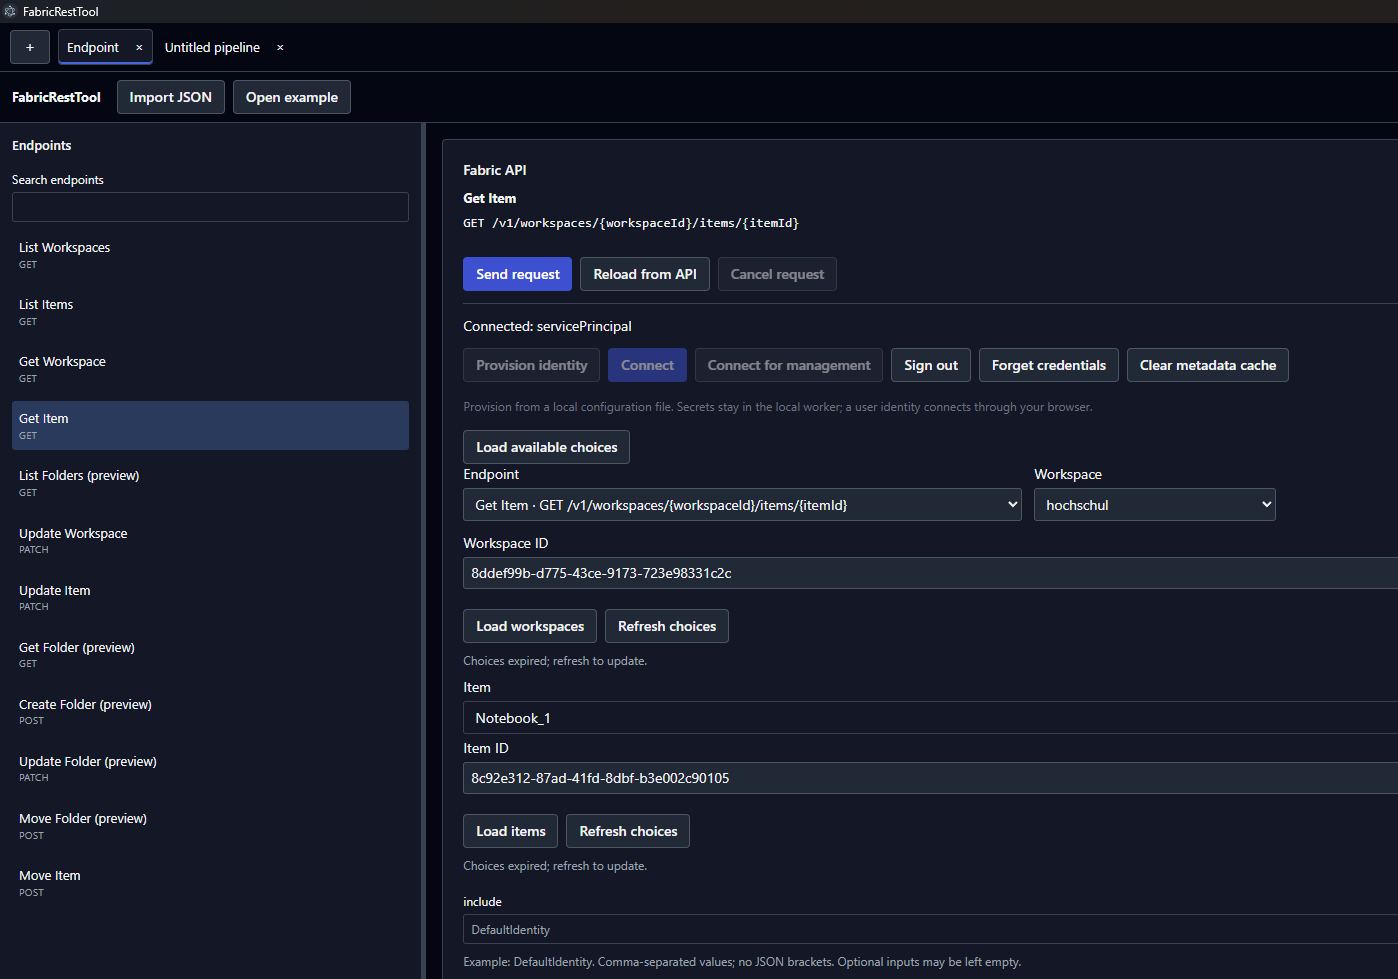 FabricRestTool
+ Endpoint × Untitled pipeline ×
FabricRestTool Import JSON Open example
Endpoints
Search endpoints
List Workspaces
GET
List Items
GET
Get Workspace
GET
Get Item
GET
List Folders (preview)
GET
Update Workspace
PATCH
Update Item
PATCH
Get Folder (preview)
GET
Create Folder (preview)
POST
Update Folder (preview)
PATCH
Move Folder (preview)
POST
Move Item
POST
Fabric API
Get Item
GET /v1/workspaces/{workspaceId}/items/{itemId}
Send request Reload from API Cancel request
Connected: servicePrincipal
Provision identity Connect Connect for management Sign out Forget credentials Clear metadata cache
Provision from a local configuration file. Secrets stay in the local worker; a user identity connects through your browser.
Load available choices
Endpoint Workspace
Get Item · GET /v1/workspaces/{workspaceId}/items/{itemId} hochschul
Workspace ID
8ddef99b-d775-43ce-9173-723e98331c2c
Load workspaces Refresh choices
Choices expired; refresh to update.
Item
Notebook_1
Item ID
8c92e312-87ad-41fd-8dbf-b3e002c90105
Load items Refresh choices
Choices expired; refresh to update.
include
DefaultIdentity
Example: DefaultIdentity. Comma-separated values; no JSON brackets. Optional inputs may be left empty.